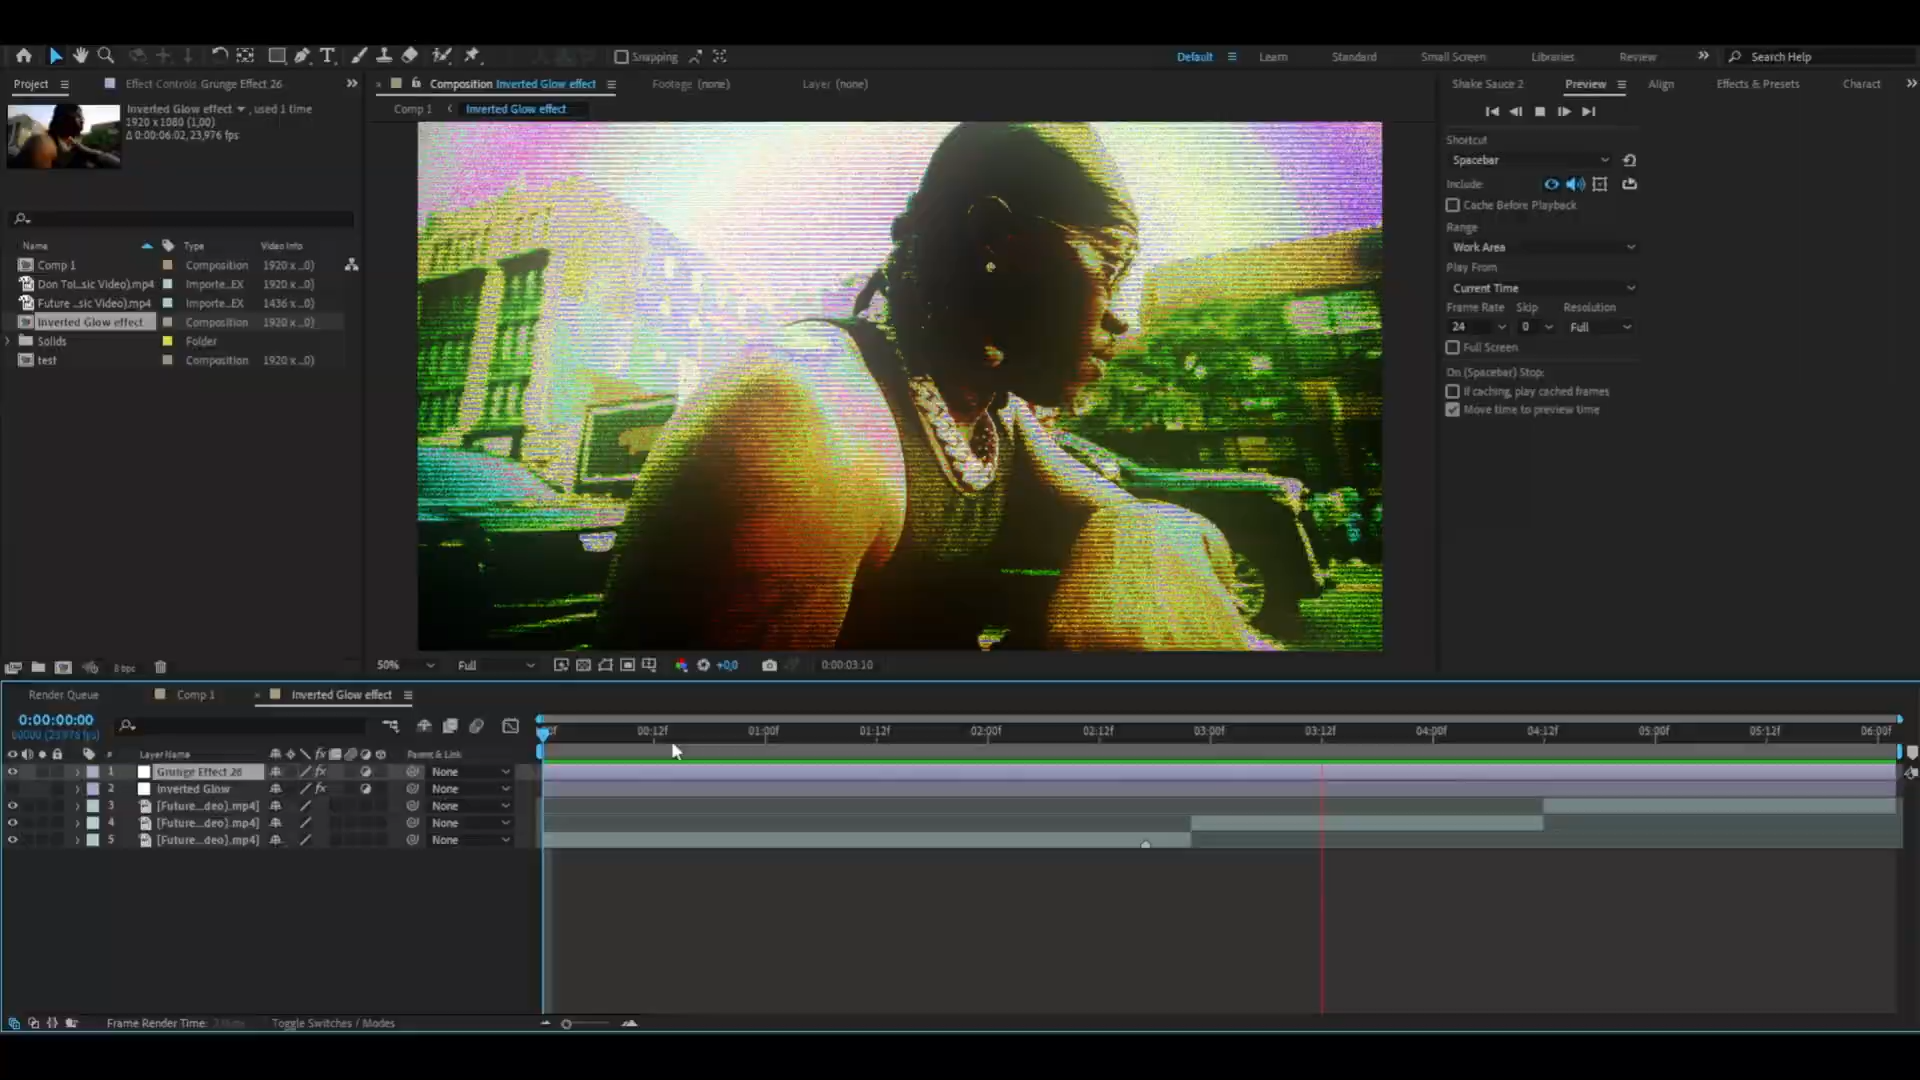 Snapping
Default
Learn
Standard
Small Screen
Libraries
Review
Search Help
Project
Effect Controls Grunge Effect 26
Composition Inverted Glow effect
Footage (none)
Layer (none)
Shake Sauce 2
Preview
Align
Effects & Presets
Charact
Inverted Glow effect , used 1 time
1920 x 1080 (1,00)
Δ 0:00:06:02, 23,976 fps
Comp 1
Inverted Glow effect
Shortcut
Spacebar
Include:
Cache Before Playback
Range
Work Area
Play From
Current Time
Frame Rate Skip Resolution
24 0 Full
Full Screen
On (Spacebar) Stop:
If caching, play cached frames
Move time to preview time
Name Type Video Info
Comp 1 Composition 1920 x ...0)
Don Tol...sic Video).mp4 Importe...EX 1920 x ...0)
Future ...sic Video).mp4 Importe...EX 1436 x ...0)
Inverted Glow effect Composition 1920 x ...0)
Solids Folder
test Composition 1920 x ...0)
8 bpc
50%
Full
+0,0
0:00:03:10
Render Queue
Comp 1
Inverted Glow effect
0:00:00:00
00000 (23.976 fps)
00:12f 01:00f 01:12f 02:00f 02:12f 03:00f 03:12f 04:00f 04:12f 05:00f 05:12f 06:00f
# Layer Name Parent & Link
1 Grunge Effect 26 None
2 Inverted Glow None
3 [Future...deo).mp4] None
4 [Future...deo).mp4] None
5 [Future...deo).mp4] None
Frame Render Time:
Toggle Switches / Modes